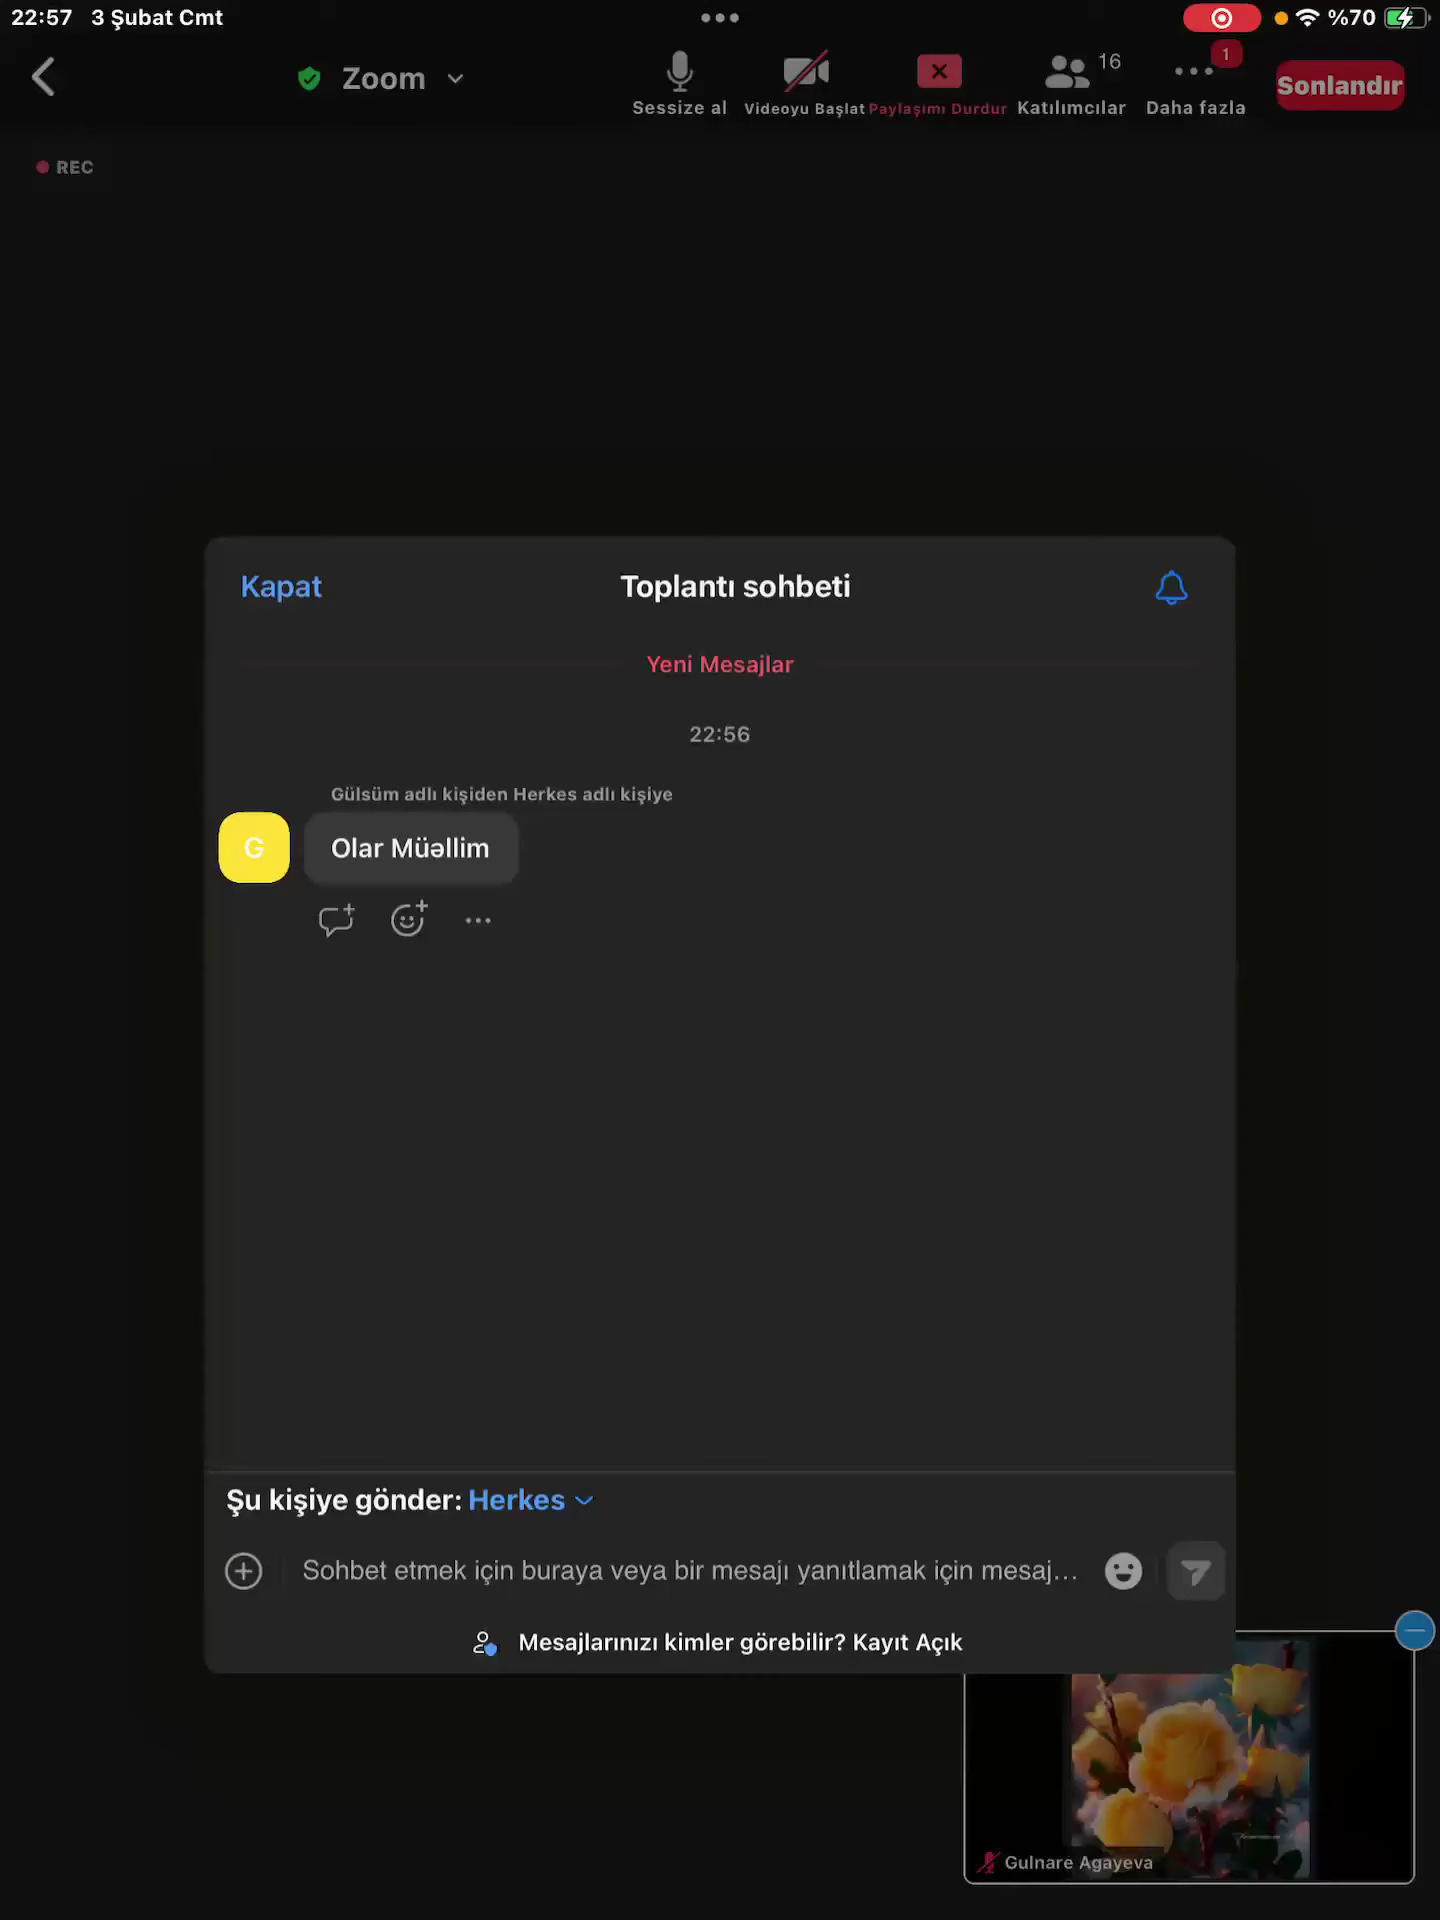 22:57 3 Şubat Cmt
%70
Zoom
Sessize al
Videoyu Başlat
Paylaşımı Durdur
16
Katılımcılar
1
Daha fazla
Sonlandır
REC
Kapat
Toplantı sohbeti
Yeni Mesajlar
22:56
Gülsüm adlı kişiden Herkes adlı kişiye
G
Olar Müəllim
Şu kişiye gönder: Herkes
Sohbet etmek için buraya veya bir mesajı yanıtlamak için mesaj...
Mesajlarınızı kimler görebilir? Kayıt Açık
Gulnare Agayeva